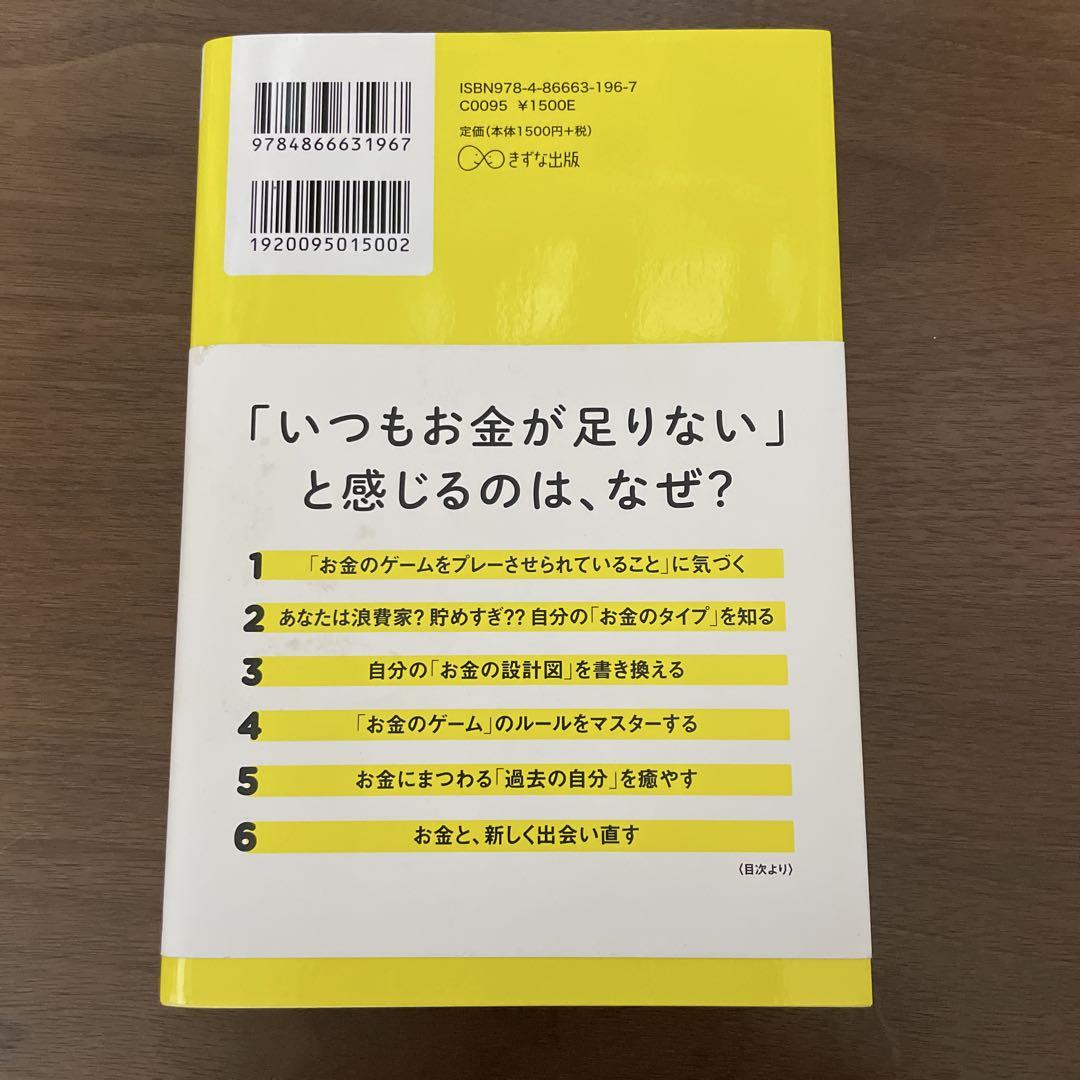 ISBN978-4-86663-196-7
C0095 ¥1500E
定価(本体1500円+税)
きずな出版
9784866631967
1920095015002
「いつもお金が足りない」
と感じるのは、なぜ?
1 「お金のゲームをプレーさせられていること」に気づく
2 あなたは浪費家?貯めすぎ??自分の「お金のタイプ」を知る
3 自分の「お金の設計図」を書き換える
4 「お金のゲーム」のルールをマスターする
5 お金にまつわる「過去の自分」を癒やす
6 お金と、新しく出会い直す
〈目次より〉